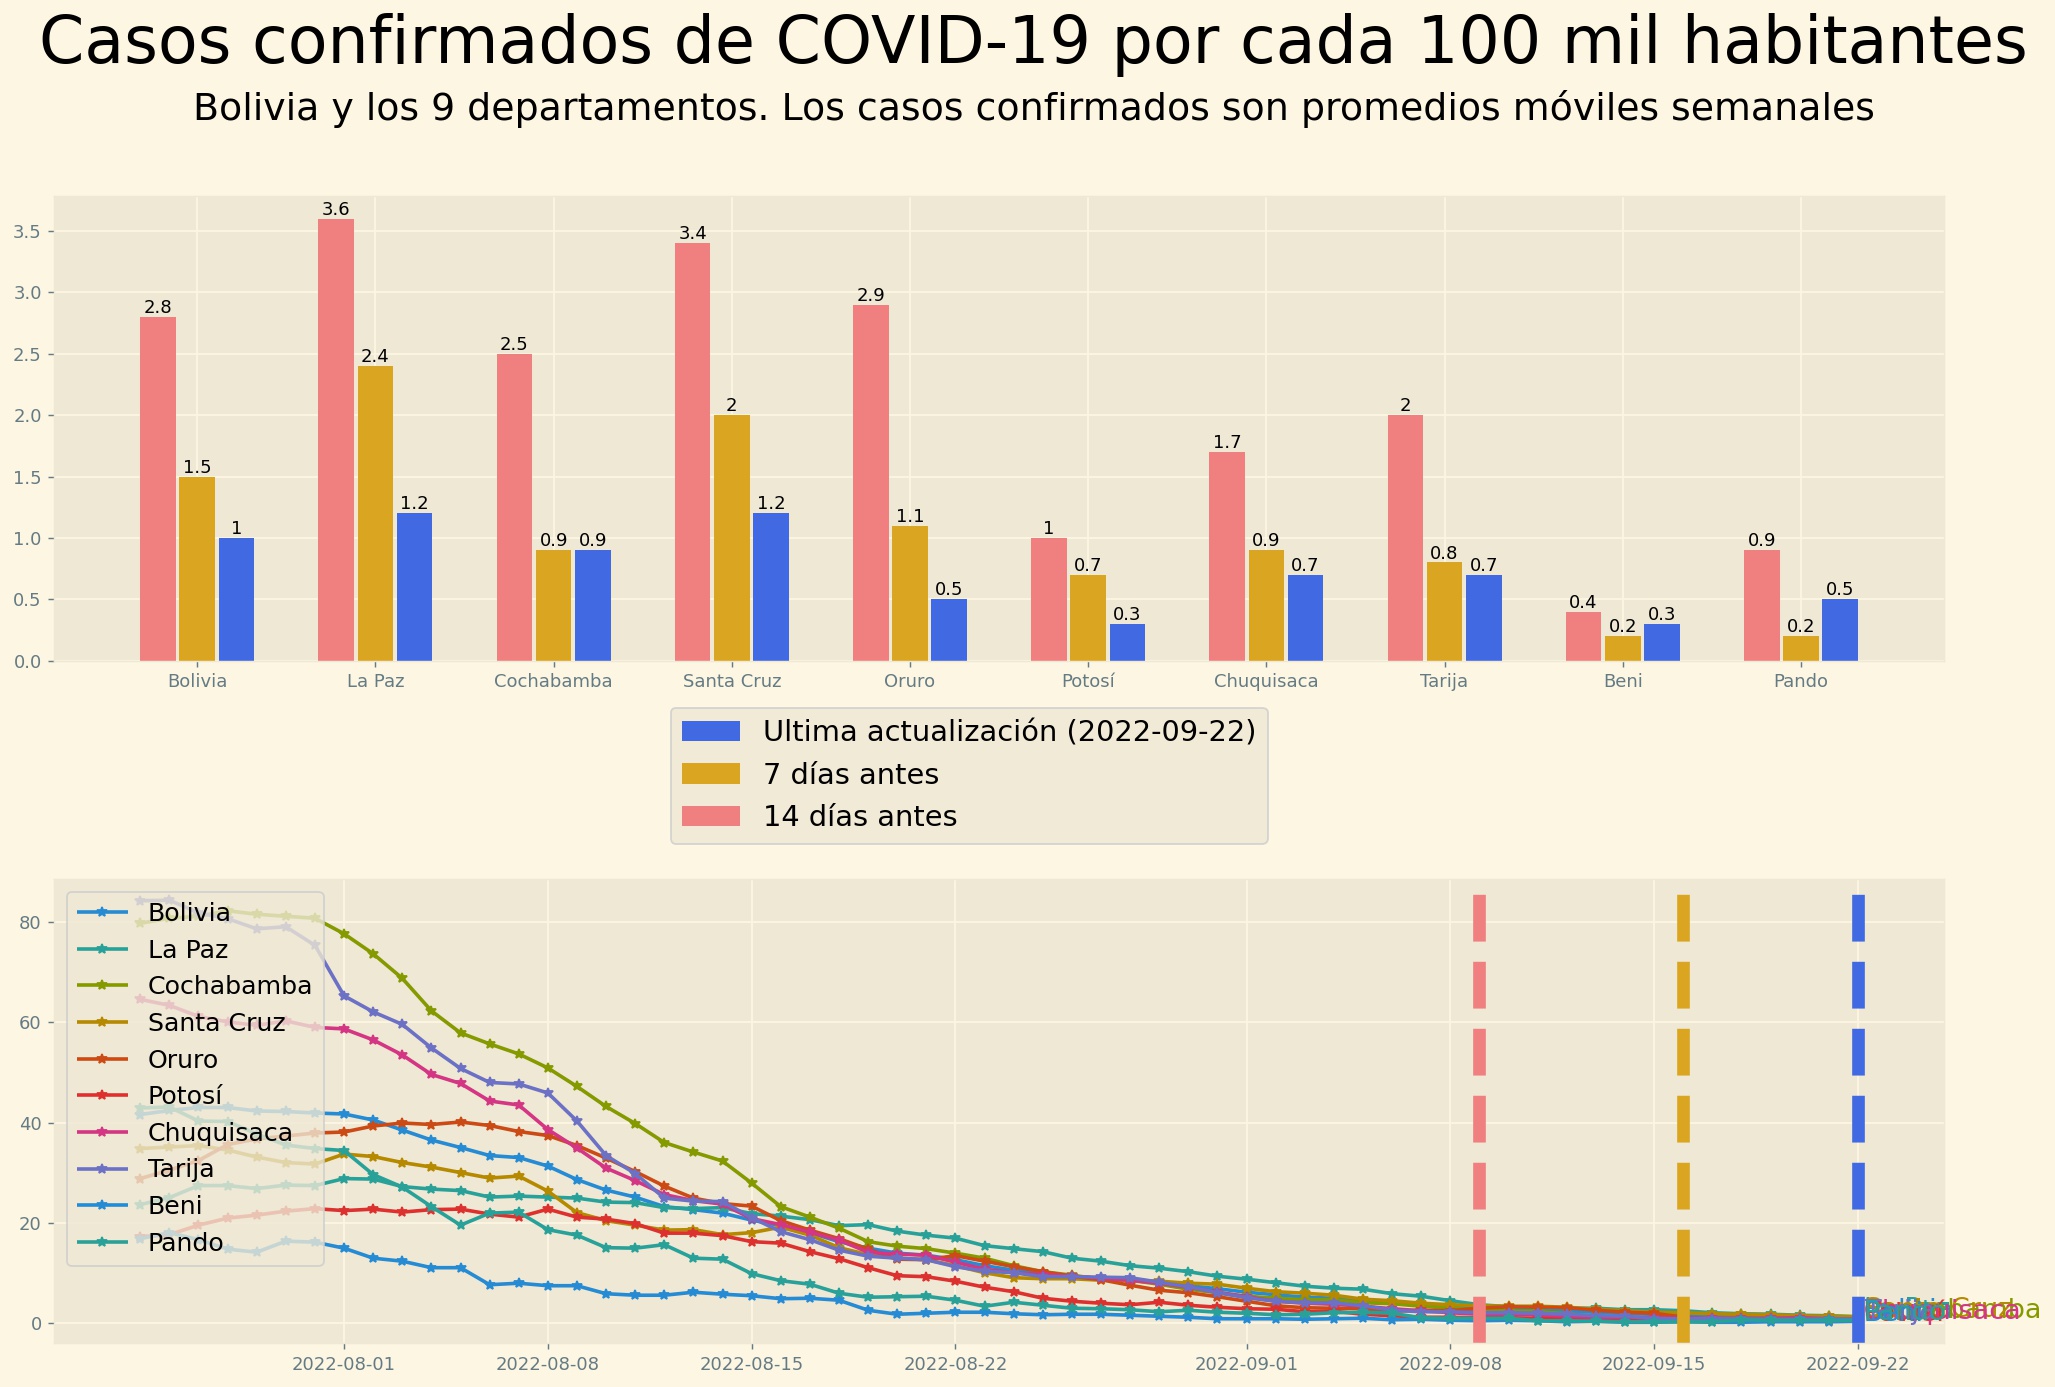 Casos confirmados de COVID-19 por cada 100 mil habitantes
Bolivia y los 9 departamentos. Los casos confirmados son promedios móviles semanales
3.5
3.0
2.5
2.0
1.5
1.0
0.5
0.0
2.8
1.5
1
3.6
2.4
1.2
2.5
0.9
0.9
3.4
2
1.2
2.9
1.1
0.5
1
0.7
0.3
1.7
0.9
0.7
2
0.8
0.7
0.4
0.2
0.3
0.9
0.2
0.5
Bolivia
La Paz
Cochabamba
Santa Cruz
Oruro
Potosí
Chuquisaca
Tarija
Beni
Pando
Ultima actualización (2022-09-22)
7 días antes
14 días antes
80
60
40
20
0
Bolivia
La Paz
Cochabamba
Santa Cruz
Oruro
Potosí
Chuquisaca
Tarija
Beni
Pando
2022-08-01
2022-08-08
2022-08-15
2022-08-22
2022-09-01
2022-09-08
2022-09-15
2022-09-22